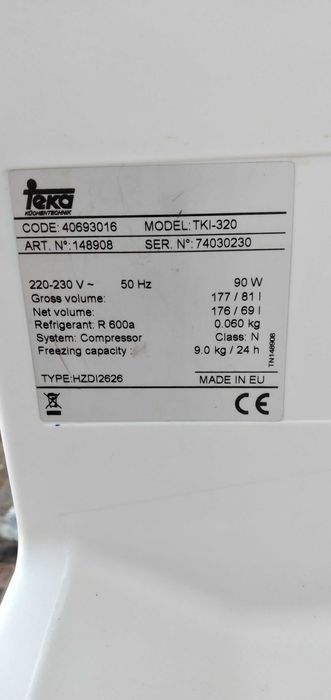 Teka
KÜCHENTECHNIK
CODE: 40693016 MODEL: TKI-320
ART. Nº: 148908 SER. Nº: 74030230
220-230 V ~ 50 Hz 90 W
Gross volume: 177 / 81 l
Net volume: 176 / 69 l
Refrigerant: R 600a 0.060 kg
System: Compressor Class: N
Freezing capacity : 9.0 kg / 24 h
TN148908
TYPE:HZDI2626 MADE IN EU
CE